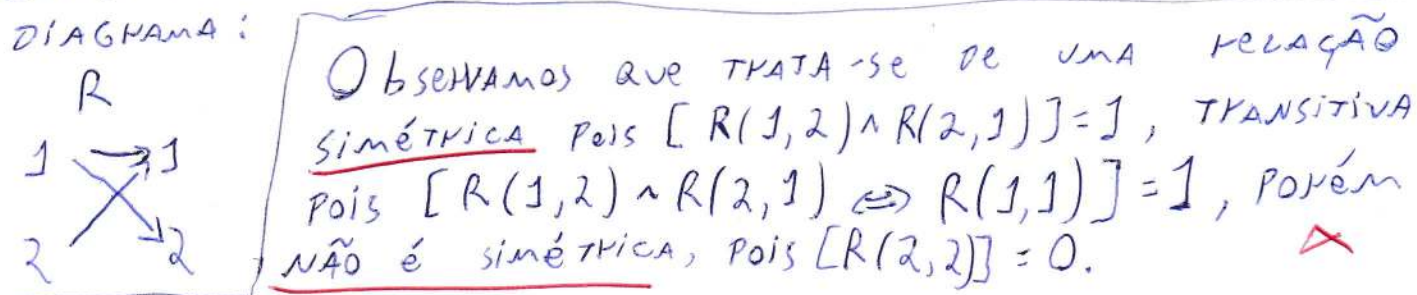 DIAGRAMA:
R
1 → 1
2 2
Observamos que trata-se de uma relação
simétrica pois [R(1,2) ∧ R(2,1)]=1, transitiva
pois [R(1,2) ∧ R(2,1) ⇔ R(1,1)]=1, porém
não é simétrica, pois [R(2,2)] = 0.